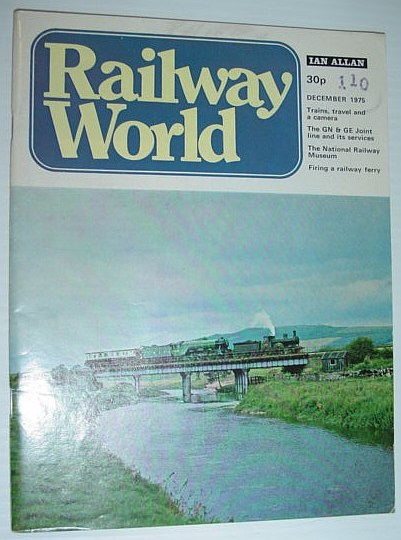 Railway
World
IAN ALLAN
30p 110
DECEMBER 1975
Trains, travel and
a camera
The GN & GE Joint
line and its services
The National Railway
Museum
Firing a railway ferry